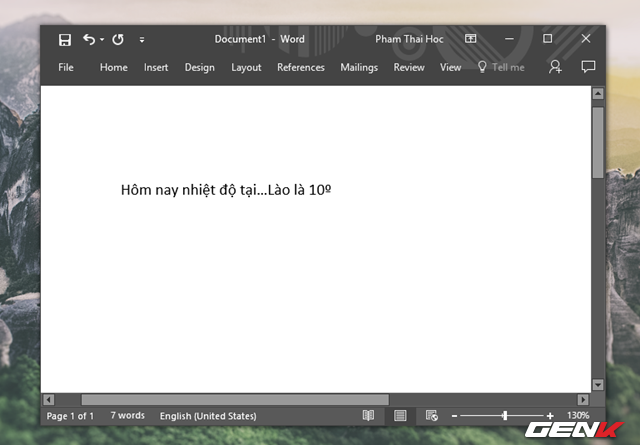 Document1 - Word
Pham Thai Hoc
File Home Insert Design Layout References Mailings Review View Tell me
Hôm nay nhiệt độ tại...Lào là 10º
Page 1 of 1 7 words English (United States) 130%
GENK